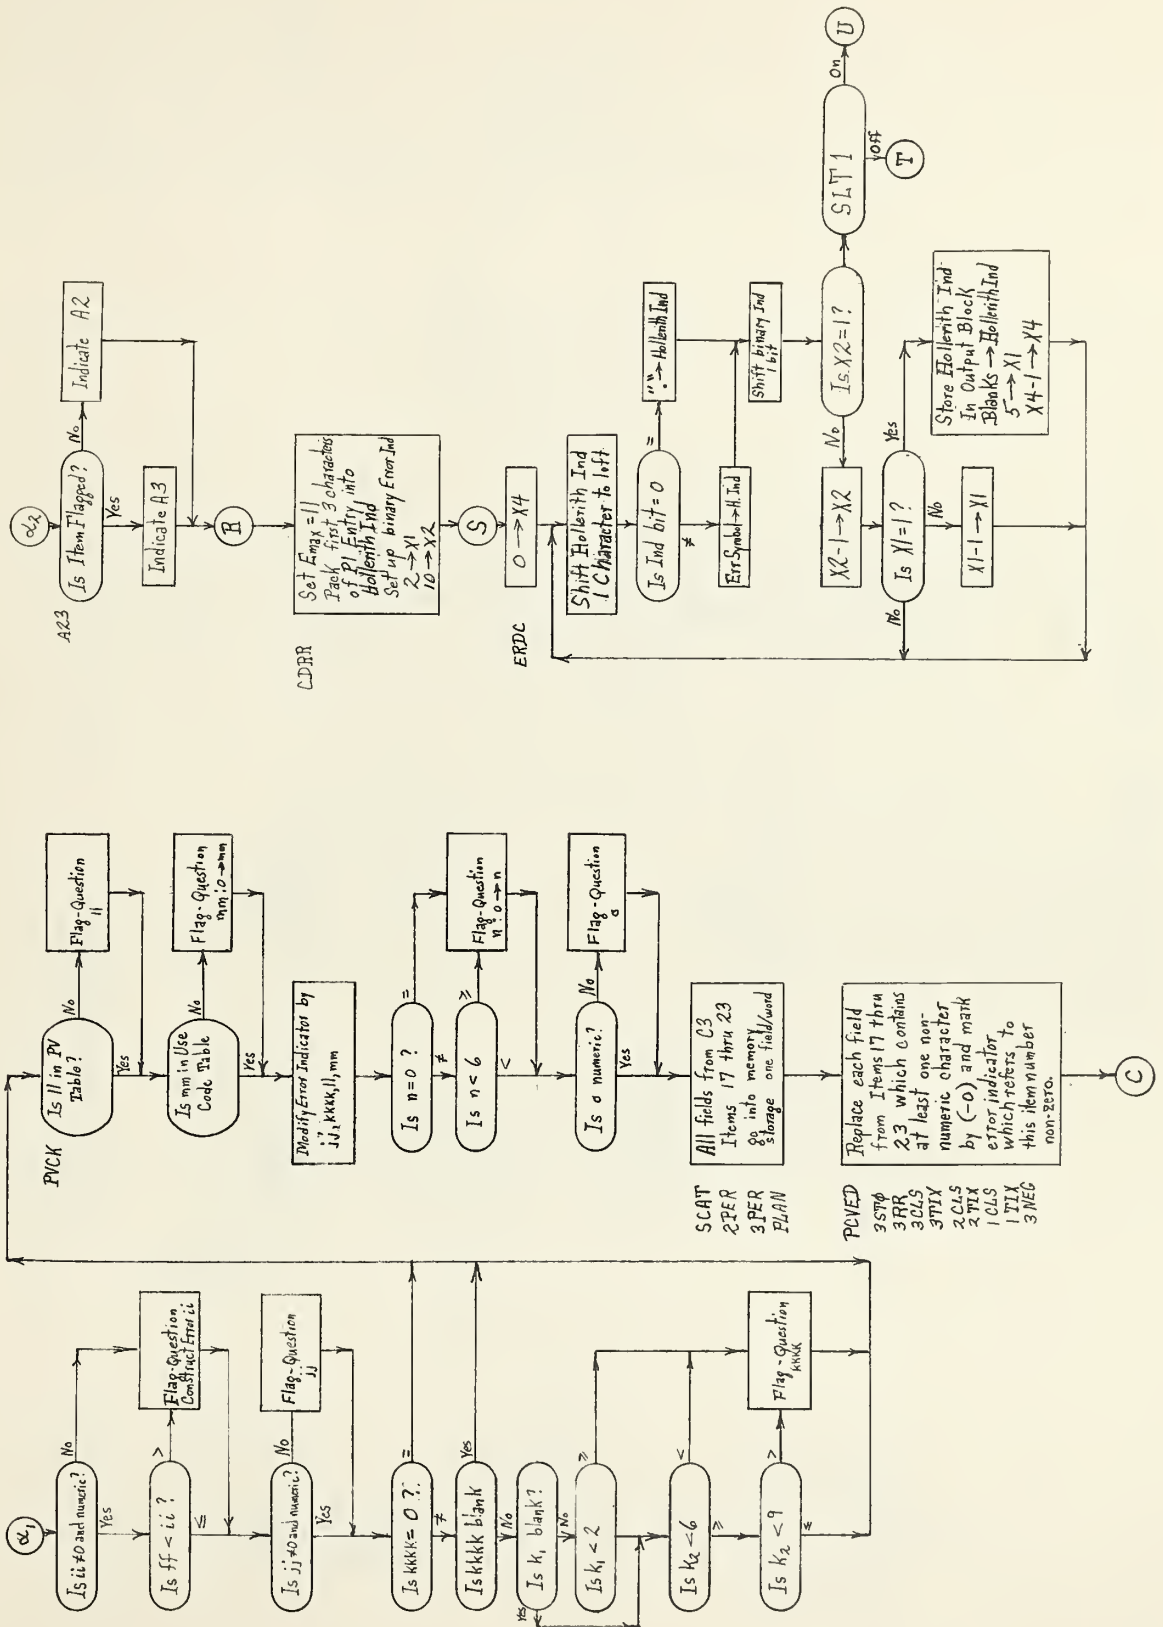 α₁
Is ii ≠0 and numeric?
No
Yes
Is ff < ii ?
>
≤
Flag-Question
Construct Error ii
Is jj ≠0 and numeric?
No
Yes
Flag-Question
jj
Is kkkk = 0 ?
=
≠
Is kkkk blank
Yes
No
Is k₁ blank?
Yes
No
Is k₁ < 2
≥
Is k₂ < 6
<
≥
Is k₂ < 9
>
≤
Flag-Question
kkkk
PVCK
Is ll in PV
Table?
No
Yes
Flag-Question
ll
Is mm in Use
Code Table
No
Yes
Flag-Question
mm: 0→mm
Modify Error Indicator by
jj, kkkk, ll, mm
Is n=0 ?
=
≠
Is n < 6
≥
<
Flag-Question
n: 0 → n
Is o numeric?
No
Yes
Flag-Question
o
SCAT
2PER
3PER
PLAN
All fields from C3
Items 17 thru 23
go into memory
storage one field/word
PCVED
3STΦ
3RR
3CLS
3TIX
2CLS
2TIX
1CLS
1TIX
3NEG
Replace each field
from Items 17 thru
23 which contains
at least one non-
numeric character
by (-0) and mark
error indicator
which refers to
this item number
non-zero.
C
α₂
A23
Is Item Flagged?
No
Yes
Indicate A2
Indicate A3
R
CDRR
Set Emax=11
Pack first 3 characters
of P1 Entry into
Hollerith Ind
Set up binary Error Ind
2→X1
10→X2
S
0→X4
ERDC
Shift Hollerith Ind
1 Character to left
Is Ind bit=0
=
≠
"."→Hollerith Ind
Err Symbol→H. Ind
Shift binary Ind
1 bit
Is X2=1?
No
X2-1→X2
Is X1=1?
Yes
No
No
X1-1→X1
Store Hollerith Ind
In Output Block
Blanks→Hollerith Ind
5→X1
X4-1→X4
SLT1
On
Off
U
T